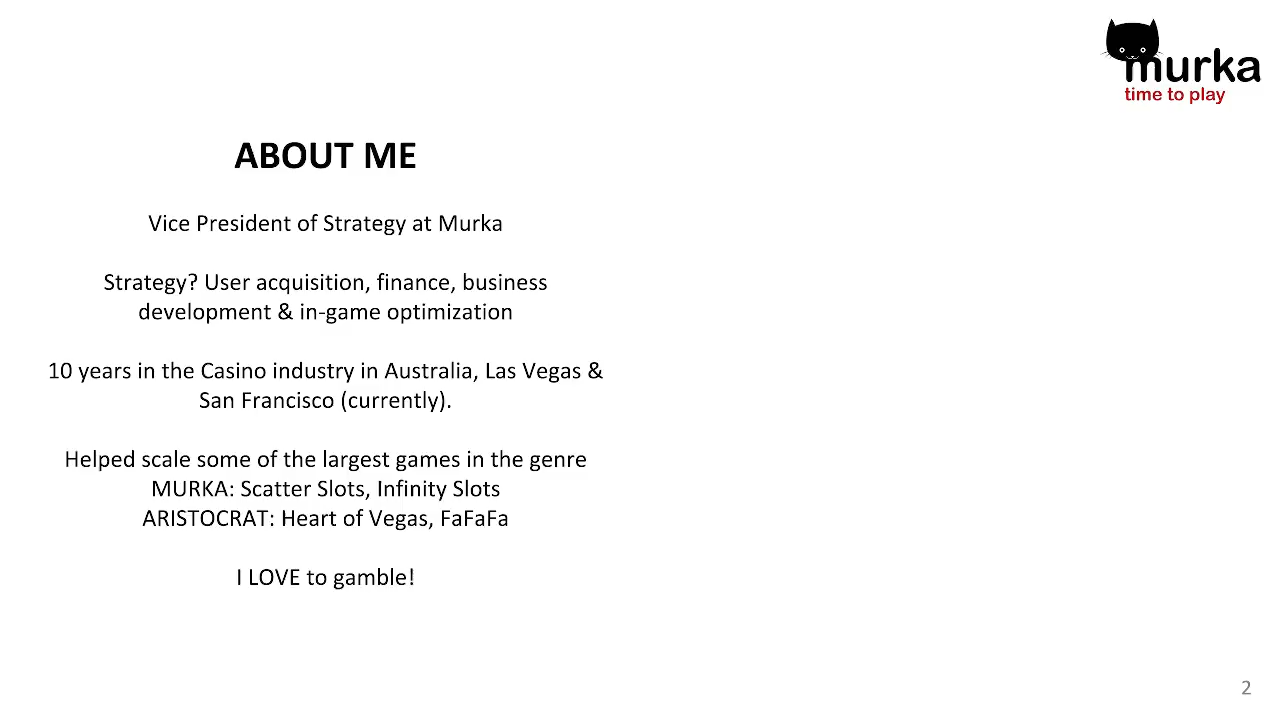 murka
time to play
ABOUT ME
Vice President of Strategy at Murka
Strategy? User acquisition, finance, business
development & in-game optimization
10 years in the Casino industry in Australia, Las Vegas &
San Francisco (currently).
Helped scale some of the largest games in the genre
MURKA: Scatter Slots, Infinity Slots
ARISTOCRAT: Heart of Vegas, FaFaFa
I LOVE to gamble!
2